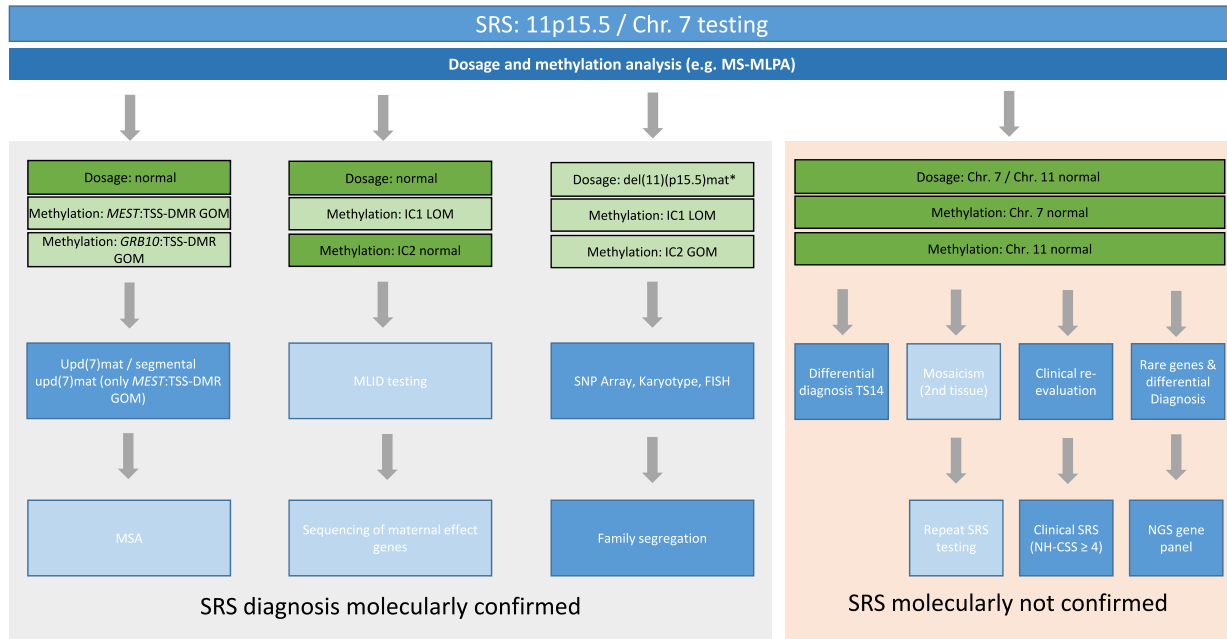 SRS: 11p15.5 / Chr. 7 testing
Dosage and methylation analysis (e.g. MS-MLPA)
Dosage: normal
Methylation: MEST:TSS-DMR GOM
Methylation: GRB10:TSS-DMR
GOM
Upd(7)mat / segmental
upd(7)mat (only MEST:TSS-DMR
GOM)
MSA
Dosage: normal
Methylation: IC1 LOM
Methylation: IC2 normal
MLID testing
Sequencing of maternal effect
genes
Dosage: del(11)(p15.5)mat*
Methylation: IC1 LOM
Methylation: IC2 GOM
SNP Array, Karyotype, FISH
Family segregation
SRS diagnosis molecularly confirmed
Dosage: Chr. 7 / Chr. 11 normal
Methylation: Chr. 7 normal
Methylation: Chr. 11 normal
Differential
diagnosis TS14
Mosaicism
(2nd tissue)
Repeat SRS
testing
Clinical re-
evaluation
Clinical SRS
(NH-CSS ≥ 4)
Rare genes &
differential
Diagnosis
NGS gene
panel
SRS molecularly not confirmed